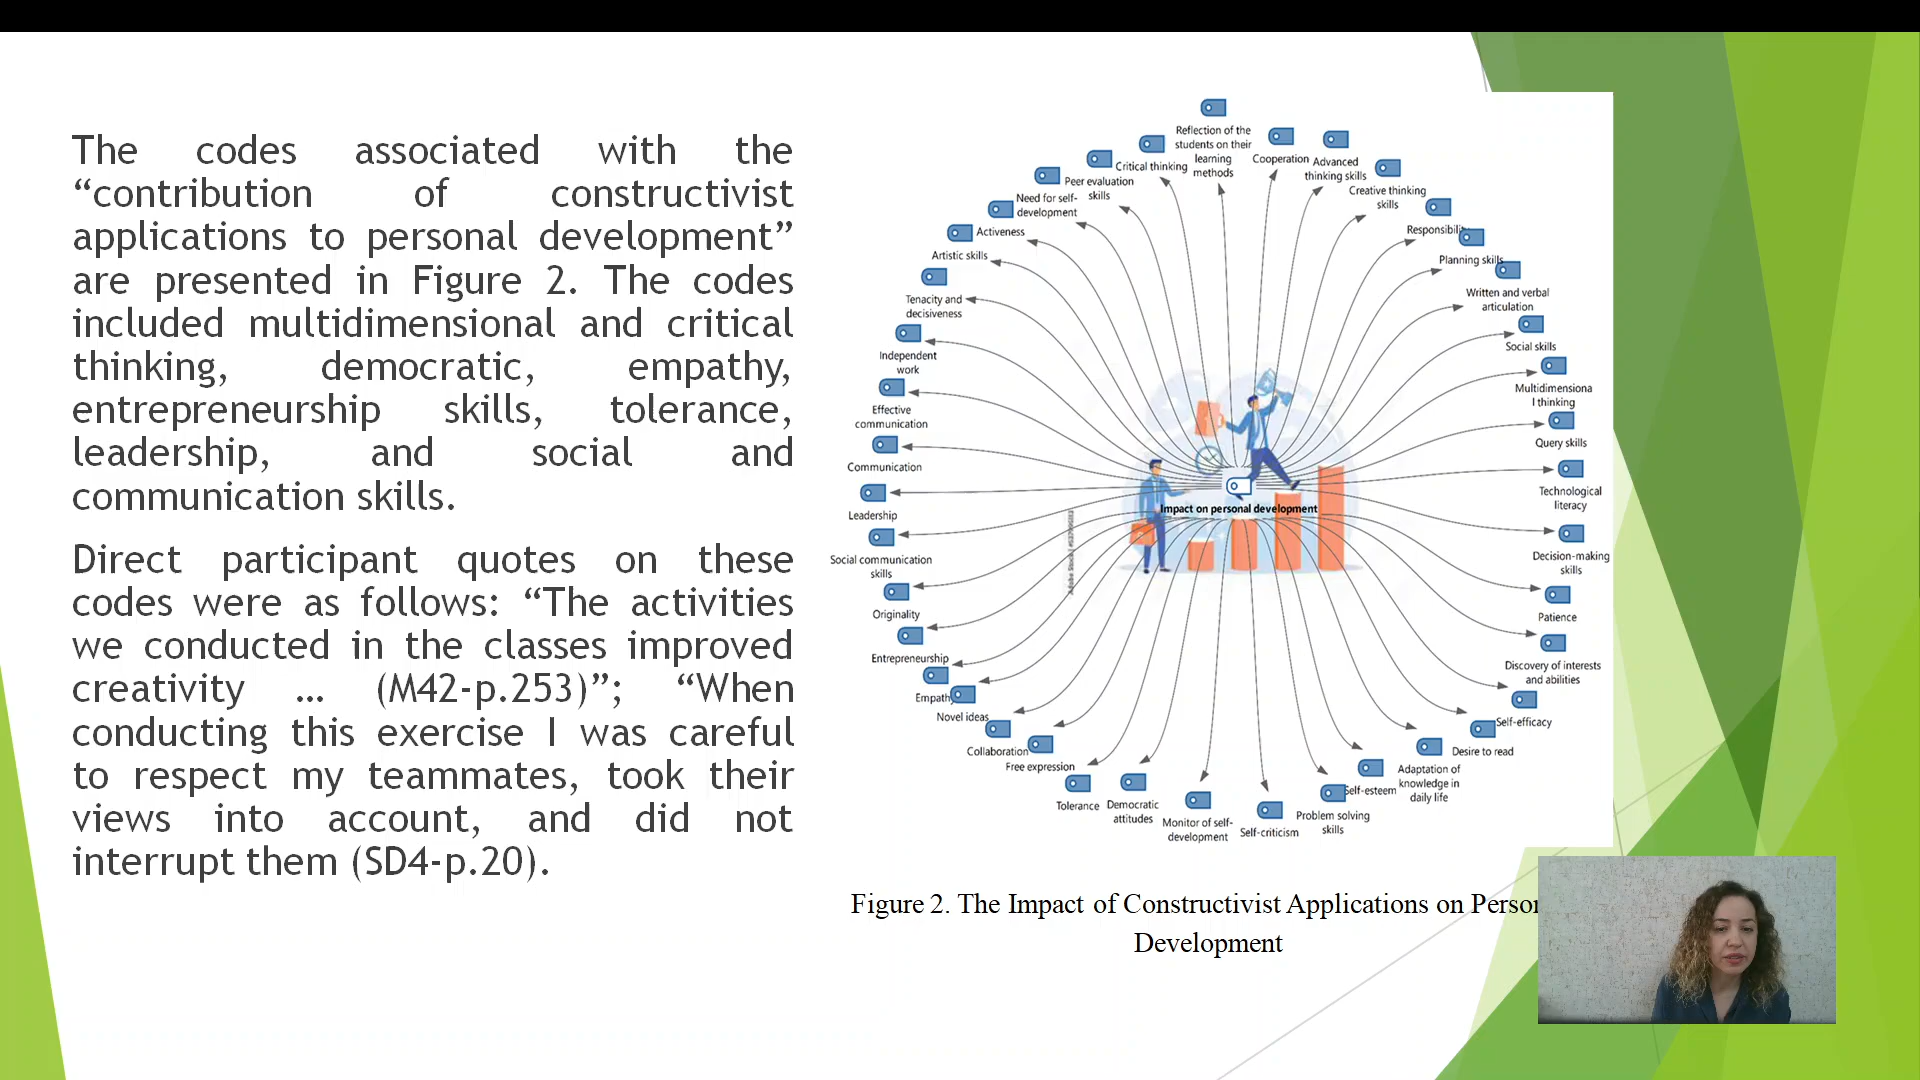 The codes associated with the
“contribution of constructivist
applications to personal development”
are presented in Figure 2. The codes
included multidimensional and critical
thinking, democratic, empathy,
entrepreneurship skills, tolerance,
leadership, and social and
communication skills.
Direct participant quotes on these
codes were as follows: “The activities
we conducted in the classes improved
creativity … (M42-p.253)”; “When
conducting this exercise I was careful
to respect my teammates, took their
views into account, and did not
interrupt them (SD4-p.20).
Reflection of the
students on their
learning
methods
Cooperation
Advanced
thinking skills
Creative thinking
skills
Planning skills
Written and verbal
articulation
Social skills
Multidimensiona
l thinking
Query skills
Technological
literacy
Decision-making
skills
Patience
Discovery of interests
and abilities
Self-efficacy
Desire to read
Adaptation of
knowledge in
daily life
Self-esteem
Problem solving
skills
Self-criticism
Monitor of self-
development
Democratic
attitudes
Tolerance
Free expression
Collaboration
Novel ideas
Entrepreneurship
Originality
Social communication
skills
Leadership
Communication
Effective
communication
Independent
work
Tenacity and
decisiveness
Artistic skills
Activeness
Need for self-
development
Peer evaluation
skills
Critical thinking
Impact on personal development
Figure 2. The Impact of Constructivist Applications on
Development